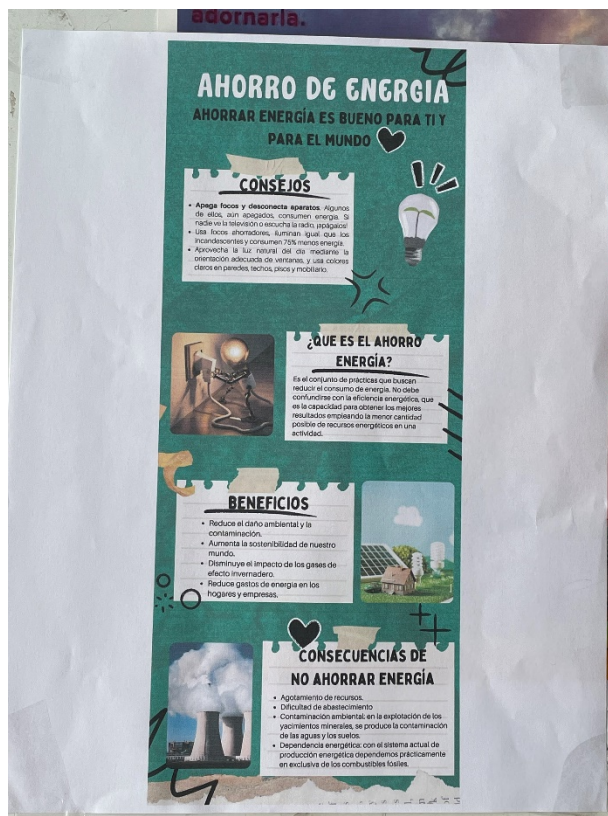 adornarla.
AHORRO DE ENERGIA
AHORRAR ENERGÍA ES BUENO PARA TI Y
PARA EL MUNDO
CONSEJOS
• Apaga focos y desconecta aparatos. Algunos
de ellos, aún apagados, consumen energía. Si
nadie ve la televisión o escucha la radio, ¡apágalos!
• Usa focos ahorradores, iluminan igual que los
incandescentes y consumen 75% menos energía.
• Aprovecha la luz natural del día mediante la
orientación adecuada de ventanas, y usa colores
claros en paredes, techos, pisos y mobiliario.
¿QUE ES EL AHORRO
ENERGÍA?
Es el conjunto de prácticas que buscan
reducir el consumo de energía. No debe
confundirse con la eficiencia energética, que
es la capacidad para obtener los mejores
resultados empleando la menor cantidad
posible de recursos energéticos en una
actividad.
BENEFICIOS
• Reduce el daño ambiental y la
contaminación.
• Aumenta la sostenibilidad de nuestro
mundo.
• Disminuye el impacto de los gases de
efecto invernadero.
• Reduce gastos de energía en los
hogares y empresas.
CONSECUENCIAS DE
NO AHORRAR ENERGÍA
• Agotamiento de recursos.
• Dificultad de abastecimiento
• Contaminación ambiental: en la explotación de los
yacimientos minerales, se produce la contaminación
de las aguas y los suelos.
• Dependencia energética: con el sistema actual de
producción energética dependemos prácticamente
en exclusive de los combustibles fósiles.